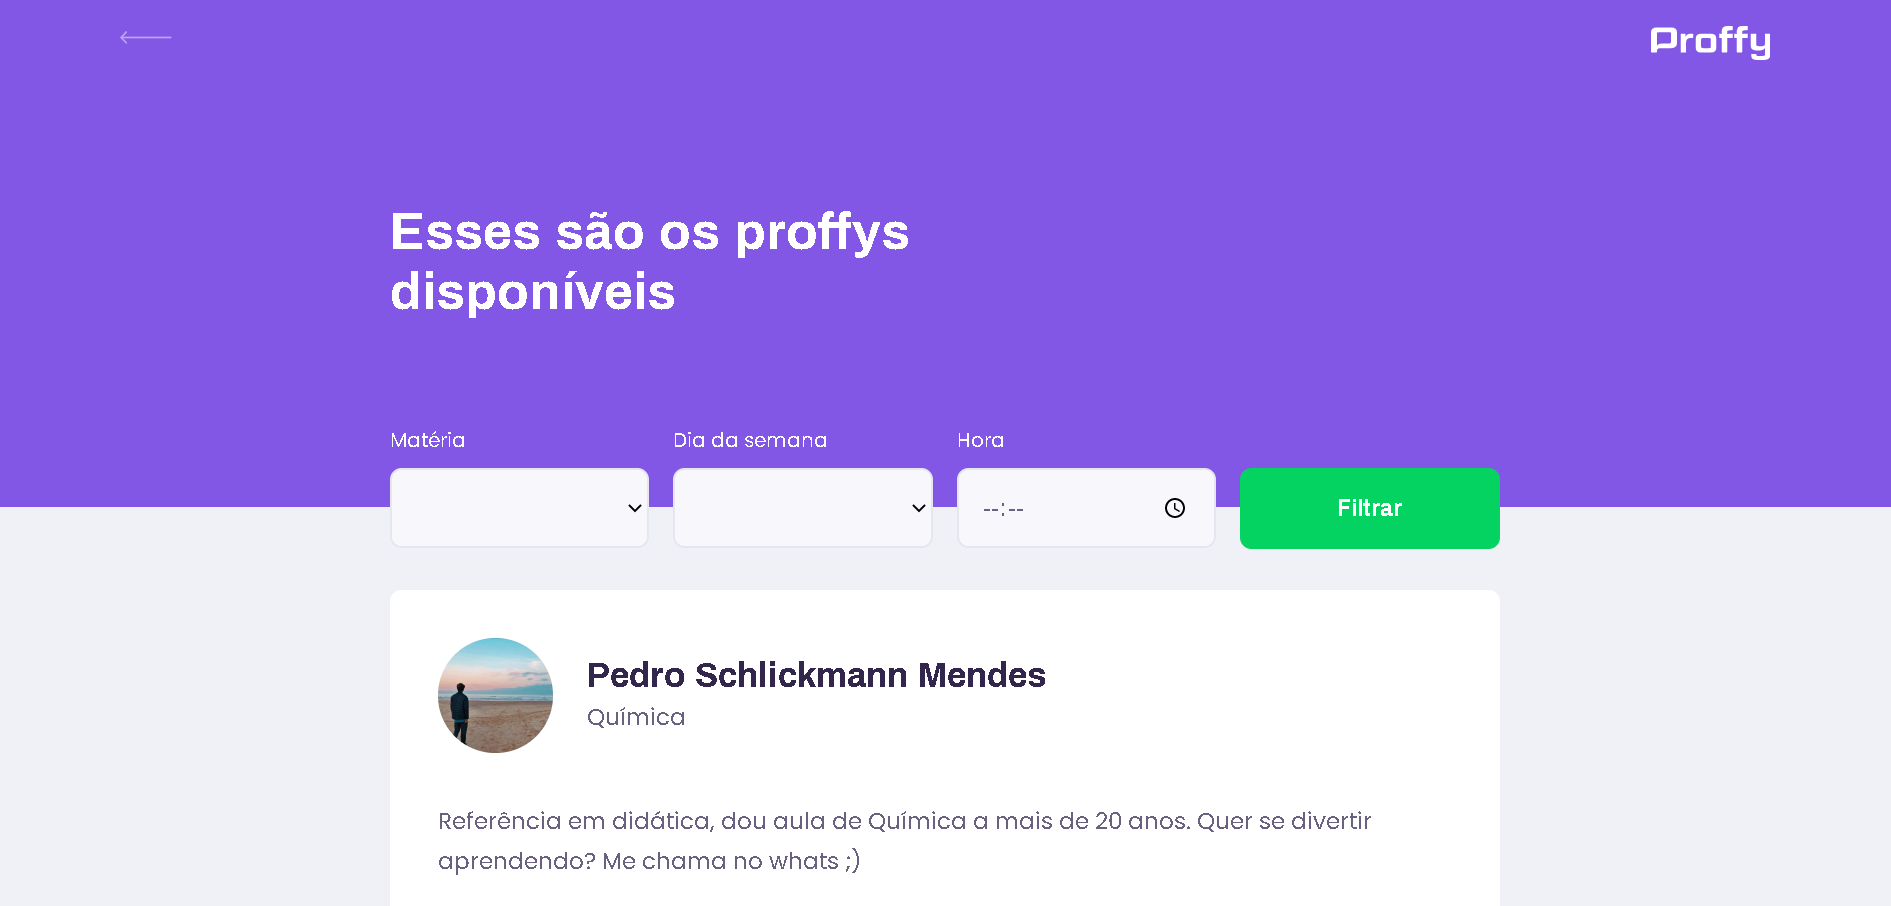 Proffy
Esses são os proffys
disponíveis
Matéria
Dia da semana
Hora
--:--
Filtrar
Pedro Schlickmann Mendes
Química
Referência em didática, dou aula de Química a mais de 20 anos. Quer se divertir
aprendendo? Me chama no whats ;)